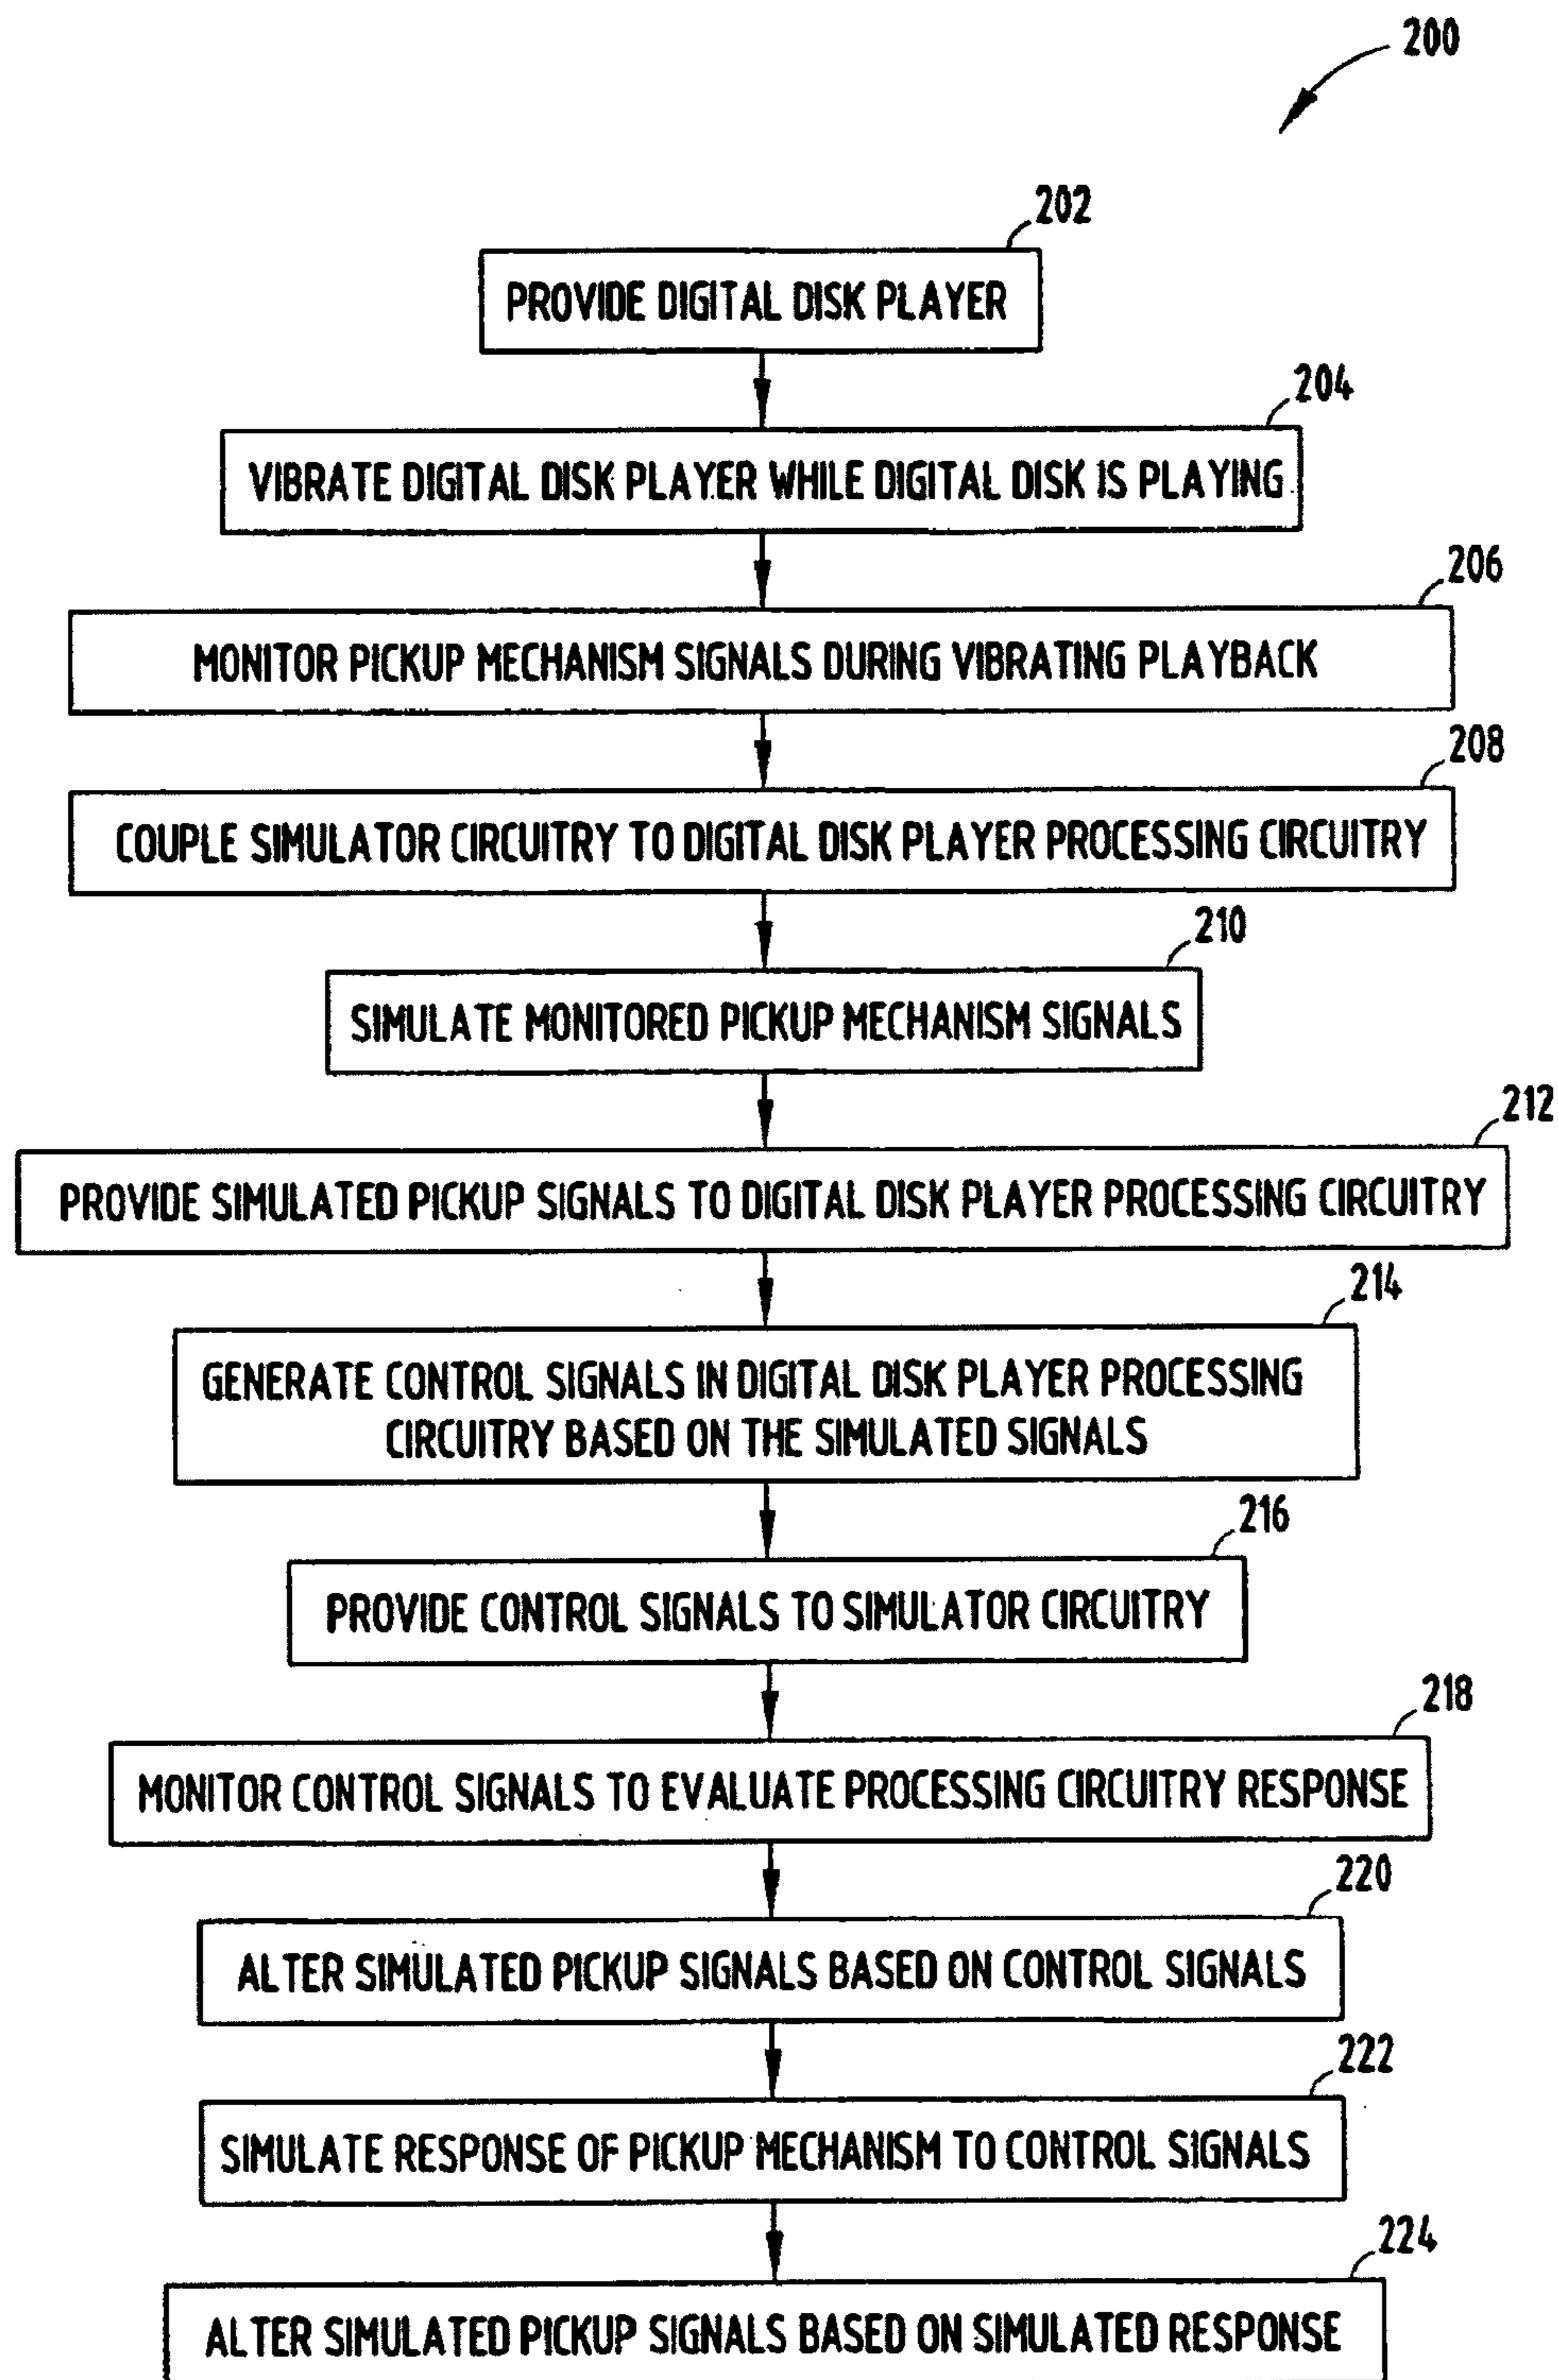 200
202
PROVIDE DIGITAL DISK PLAYER
204
VIBRATE DIGITAL DISK PLAYER WHILE DIGITAL DISK IS PLAYING
206
MONITOR PICKUP MECHANISM SIGNALS DURING VIBRATING PLAYBACK
208
COUPLE SIMULATOR CIRCUITRY TO DIGITAL DISK PLAYER PROCESSING CIRCUITRY
210
SIMULATE MONITORED PICKUP MECHANISM SIGNALS
212
PROVIDE SIMULATED PICKUP SIGNALS TO DIGITAL DISK PLAYER PROCESSING CIRCUITRY
214
GENERATE CONTROL SIGNALS IN DIGITAL DISK PLAYER PROCESSING
CIRCUITRY BASED ON THE SIMULATED SIGNALS
216
PROVIDE CONTROL SIGNALS TO SIMULATOR CIRCUITRY
218
MONITOR CONTROL SIGNALS TO EVALUATE PROCESSING CIRCUITRY RESPONSE
220
ALTER SIMULATED PICKUP SIGNALS BASED ON CONTROL SIGNALS
222
SIMULATE RESPONSE OF PICKUP MECHANISM TO CONTROL SIGNALS
224
ALTER SIMULATED PICKUP SIGNALS BASED ON SIMULATED RESPONSE